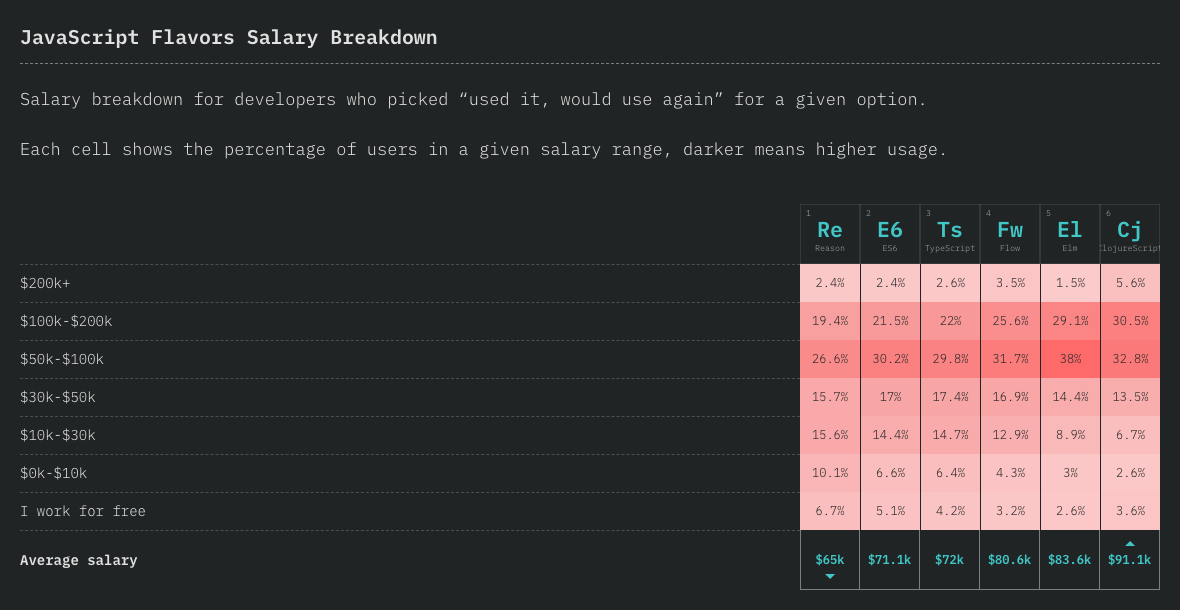 JavaScript Flavors Salary Breakdown
Salary breakdown for developers who picked “used it, would use again” for a given option.
Each cell shows the percentage of users in a given salary range, darker means higher usage.
1 2 3 4 5 6
Re E6 Ts Fw El Cj
Reason ES6 TypeScript Flow Elm lojureScript
$200k+ 2.4% 2.4% 2.6% 3.5% 1.5% 5.6%
$100k-$200k 19.4% 21.5% 22% 25.6% 29.1% 30.5%
$50k-$100k 26.6% 30.2% 29.8% 31.7% 38% 32.8%
$30k-$50k 15.7% 17% 17.4% 16.9% 14.4% 13.5%
$10k-$30k 15.6% 14.4% 14.7% 12.9% 8.9% 6.7%
$0k-$10k 10.1% 6.6% 6.4% 4.3% 3% 2.6%
I work for free 6.7% 5.1% 4.2% 3.2% 2.6% 3.6%
Average salary $65k $71.1k $72k $80.6k $83.6k $91.1k